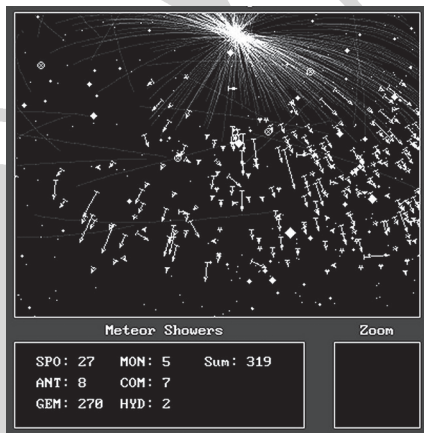 Meteor Showers
Zoom
SPO: 27 MON: 5 Sum: 319
ANT: 8 COM: 7
GEM: 270 HYD: 2